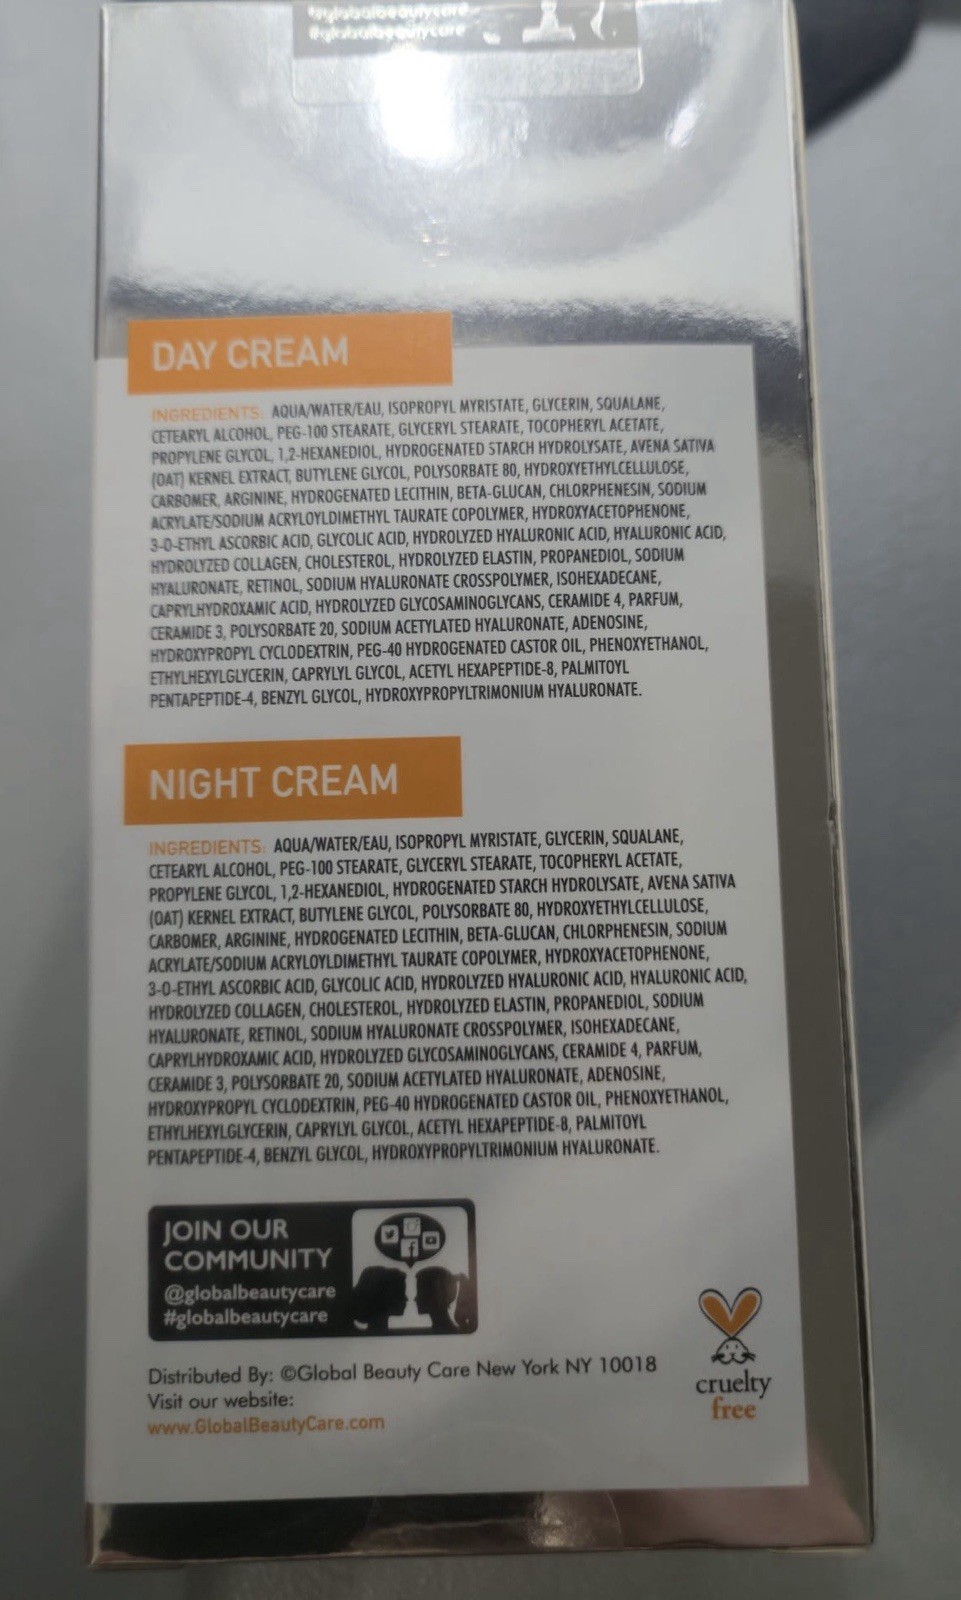 @globalbeautycare
#globalbeautycare
DAY CREAM
INGREDIENTS: AQUA/WATER/EAU, ISOPROPYL MYRISTATE, GLYCERIN, SQUALANE,
CETEARYL ALCOHOL, PEG-100 STEARATE, GLYCERYL STEARATE, TOCOPHERYL ACETATE,
PROPYLENE GLYCOL, 1,2-HEXANEDIOL, HYDROGENATED STARCH HYDROLYSATE, AVENA SATIVA
(OAT) KERNEL EXTRACT, BUTYLENE GLYCOL, POLYSORBATE 80, HYDROXYETHYLCELLULOSE,
CARBOMER, ARGININE, HYDROGENATED LECITHIN, BETA-GLUCAN, CHLORPHENESIN, SODIUM
ACRYLATE/SODIUM ACRYLOYLDIMETHYL TAURATE COPOLYMER, HYDROXYACETOPHENONE,
3-O-ETHYL ASCORBIC ACID, GLYCOLIC ACID, HYDROLYZED HYALURONIC ACID, HYALURONIC ACID,
HYDROLYZED COLLAGEN, CHOLESTEROL, HYDROLYZED ELASTIN, PROPANEDIOL, SODIUM
HYALURONATE, RETINOL, SODIUM HYALURONATE CROSSPOLYMER, ISOHEXADECANE,
CAPRYLHYDROXAMIC ACID, HYDROLYZED GLYCOSAMINOGLYCANS, CERAMIDE 4, PARFUM,
CERAMIDE 3, POLYSORBATE 20, SODIUM ACETYLATED HYALURONATE, ADENOSINE,
HYDROXYPROPYL CYCLODEXTRIN, PEG-40 HYDROGENATED CASTOR OIL, PHENOXYETHANOL,
ETHYLHEXYLGLYCERIN, CAPRYLYL GLYCOL, ACETYL HEXAPEPTIDE-8, PALMITOYL
PENTAPEPTIDE-4, BENZYL GLYCOL, HYDROXYPROPYLTRIMONIUM HYALURONATE.
NIGHT CREAM
INGREDIENTS: AQUA/WATER/EAU, ISOPROPYL MYRISTATE, GLYCERIN, SQUALANE,
CETEARYL ALCOHOL, PEG-100 STEARATE, GLYCERYL STEARATE, TOCOPHERYL ACETATE,
PROPYLENE GLYCOL, 1,2-HEXANEDIOL, HYDROGENATED STARCH HYDROLYSATE, AVENA SATIVA
(OAT) KERNEL EXTRACT, BUTYLENE GLYCOL, POLYSORBATE 80, HYDROXYETHYLCELLULOSE,
CARBOMER, ARGININE, HYDROGENATED LECITHIN, BETA-GLUCAN, CHLORPHENESIN, SODIUM
ACRYLATE/SODIUM ACRYLOYLDIMETHYL TAURATE COPOLYMER, HYDROXYACETOPHENONE,
3-O-ETHYL ASCORBIC ACID, GLYCOLIC ACID, HYDROLYZED HYALURONIC ACID, HYALURONIC ACID,
HYDROLYZED COLLAGEN, CHOLESTEROL, HYDROLYZED ELASTIN, PROPANEDIOL, SODIUM
HYALURONATE, RETINOL, SODIUM HYALURONATE CROSSPOLYMER, ISOHEXADECANE,
CAPRYLHYDROXAMIC ACID, HYDROLYZED GLYCOSAMINOGLYCANS, CERAMIDE 4, PARFUM,
CERAMIDE 3, POLYSORBATE 20, SODIUM ACETYLATED HYALURONATE, ADENOSINE,
HYDROXYPROPYL CYCLODEXTRIN, PEG-40 HYDROGENATED CASTOR OIL, PHENOXYETHANOL,
ETHYLHEXYLGLYCERIN, CAPRYLYL GLYCOL, ACETYL HEXAPEPTIDE-8, PALMITOYL
PENTAPEPTIDE-4, BENZYL GLYCOL, HYDROXYPROPYLTRIMONIUM HYALURONATE.
JOIN OUR
COMMUNITY
@globalbeautycare
#globalbeautycare
Distributed By: ©Global Beauty Care New York NY 10018
Visit our website:
www.GlobalBeautyCare.com
cruelty
free